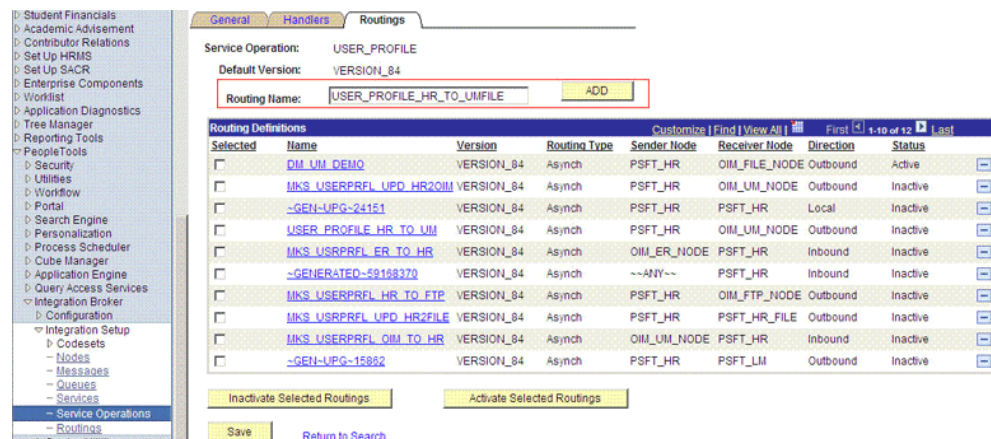 Student Financials
Academic Advisement
Contributor Relations
Set Up HRMS
Set Up SACR
Enterprise Components
Worklist
Application Diagnostics
Tree Manager
Reporting Tools
PeopleTools
Security
Utilities
Workflow
Portal
Search Engine
Personalization
Process Scheduler
Cube Manager
Application Engine
Query Access Services
Integration Broker
Configuration
Integration Setup
Codesets
– Nodes
– Messages
– Queues
– Services
– Service Operations
– Routings
General Handlers Routings
Service Operation: USER_PROFILE
Default Version: VERSION_84
Routing Name: USER_PROFILE_HR_TO_UMFILE ADD
Routing Definitions Customize | Find | View All | First 1-10 of 12 Last
Selected Name Version Routing Type Sender Node Receiver Node Direction Status
DM_UM_DEMO VERSION_84 Asynch PSFT_HR OIM_FILE_NODE Outbound Active
MKS_USERPRFL_UPD_HR2OIM VERSION_84 Asynch PSFT_HR OIM_UM_NODE Outbound Inactive
~GEN~UPG~24151 VERSION_84 Asynch PSFT_HR PSFT_HR Local Inactive
USER_PROFILE_HR_TO_UM VERSION_84 Asynch PSFT_HR OIM_UM_NODE Outbound Inactive
MKS_USRPRFL_ER_TO_HR VERSION_84 Asynch OIM_ER_NODE PSFT_HR Inbound Inactive
~GENERATED~59168370 VERSION_84 Asynch ~~ANY~~ PSFT_HR Inbound Inactive
MKS_USRPRFL_HR_TO_FTP VERSION_84 Asynch PSFT_HR OIM_FTP_NODE Outbound Inactive
MKS_USRPRFL_UPD_HR2FILE VERSION_84 Asynch PSFT_HR PSFT_HR_FILE Outbound Inactive
MKS_USERPRFL_OIM_TO_HR VERSION_84 Asynch OIM_UM_NODE PSFT_HR Inbound Inactive
~GEN~UPG~15862 VERSION_84 Asynch PSFT_HR PSFT_LM Outbound Inactive
Inactivate Selected Routings Activate Selected Routings
Save Return to Search